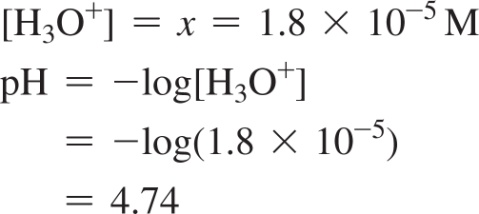 [H₃O⁺] = x = 1.8 × 10⁻⁵ M
pH = −log[H₃O⁺]
= −log(1.8 × 10⁻⁵)
= 4.74